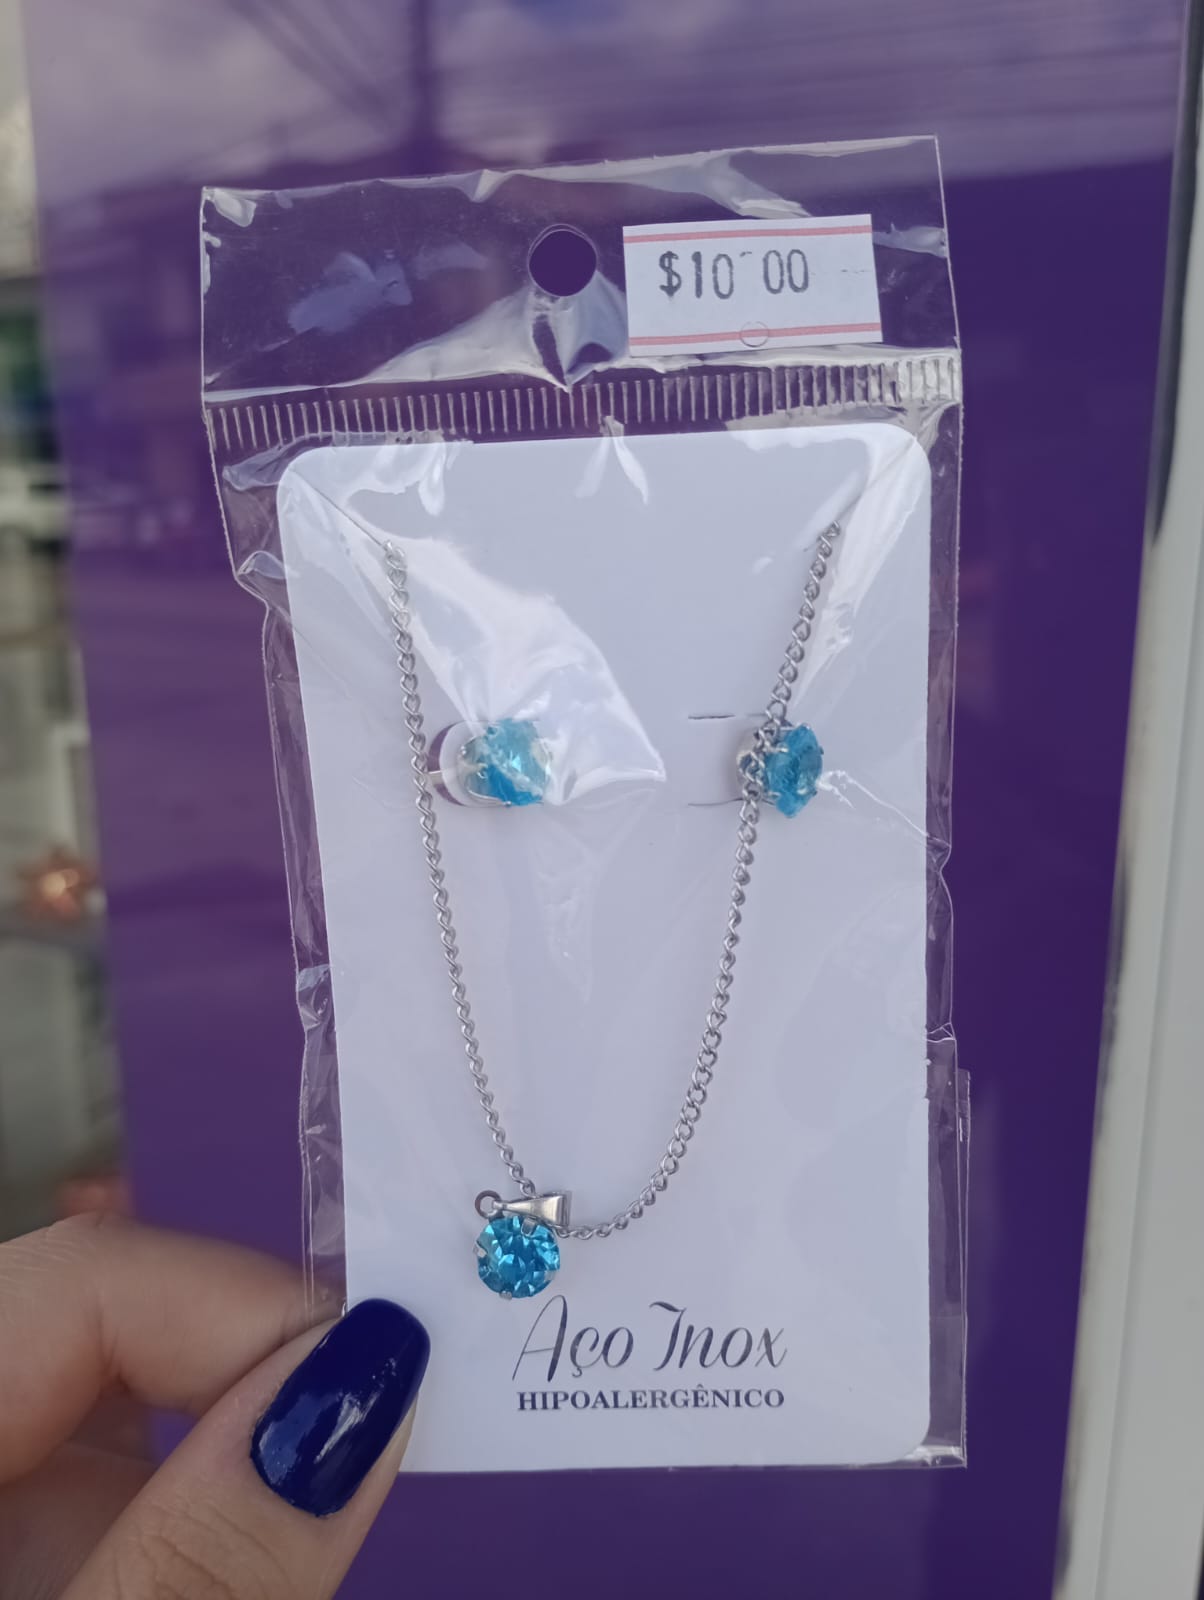 $10-00
Aço Inox
HIPOALERGÊNICO